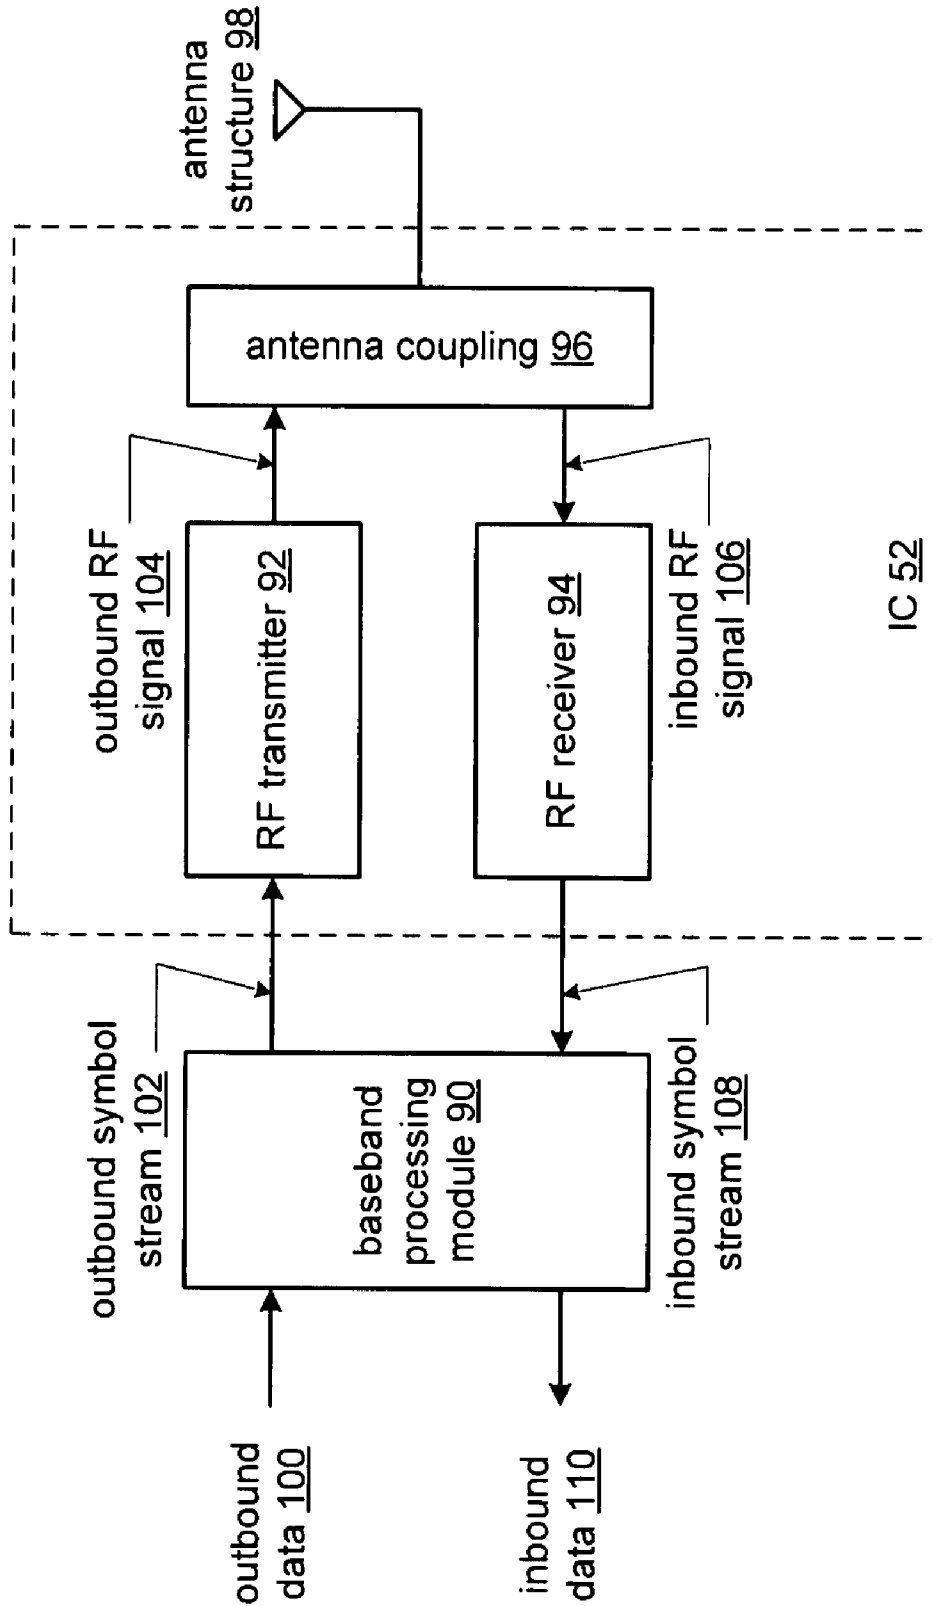 outbound
data 100
inbound
data 110
outbound symbol
stream 102
baseband
processing
module 90
inbound symbol
stream 108
outbound RF
signal 104
RF transmitter 92
RF receiver 94
inbound RF
signal 106
antenna coupling 96
antenna
structure 98
IC 52